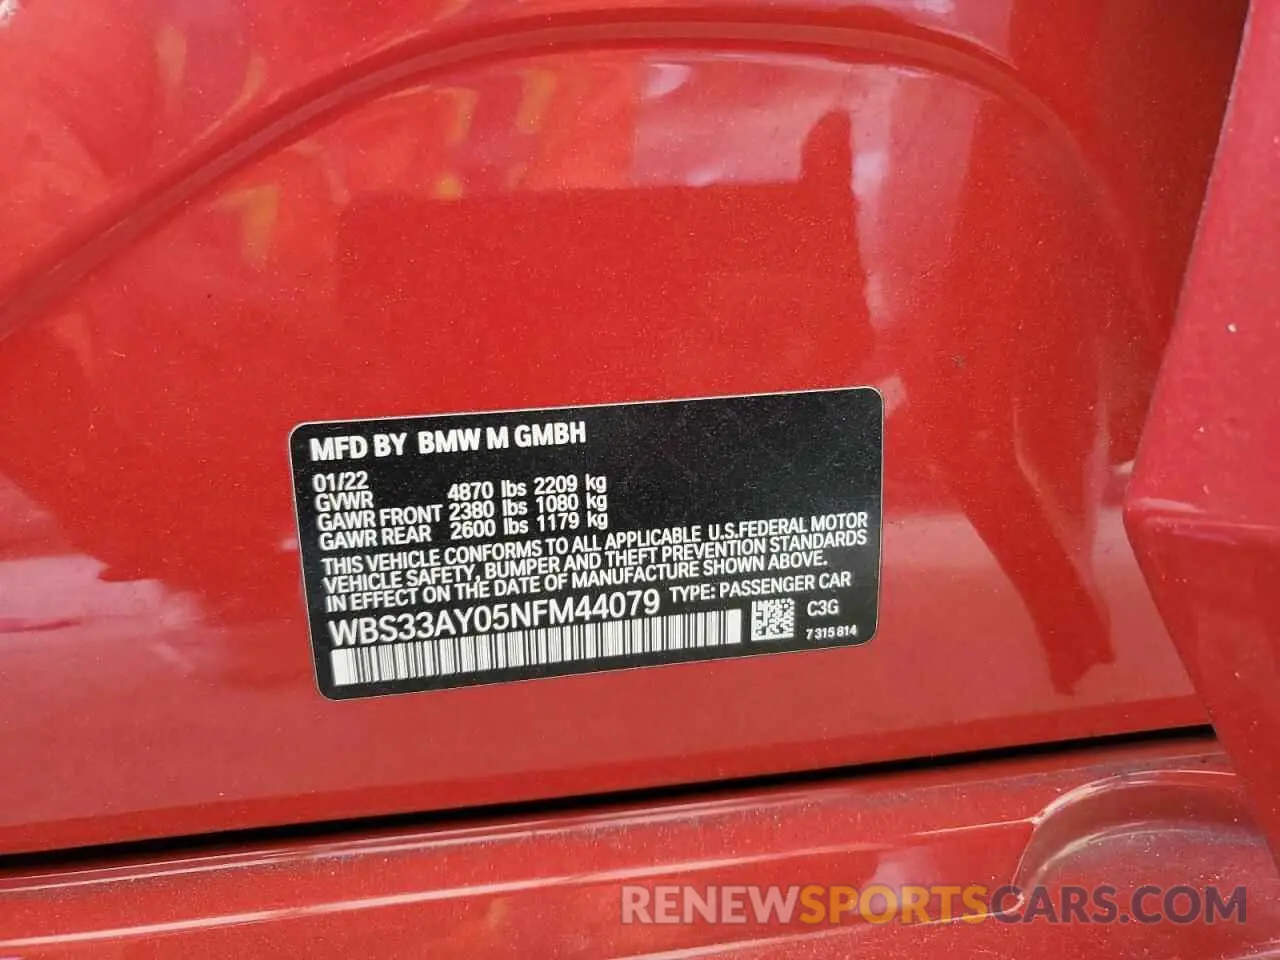 MFD BY BMW M GMBH
01/22
GVWR 4870 lbs 2209 kg
GAWR FRONT 2380 lbs 1080 kg
GAWR REAR 2600 lbs 1179 kg
THIS VEHICLE CONFORMS TO ALL APPLICABLE U.S.FEDERAL MOTOR
VEHICLE SAFETY, BUMPER AND THEFT PREVENTION STANDARDS
IN EFFECT ON THE DATE OF MANUFACTURE SHOWN ABOVE.
WBS33AY05NFM44079 TYPE: PASSENGER CAR
C3G
7 315 814
RENEWSPORTSCARS.COM